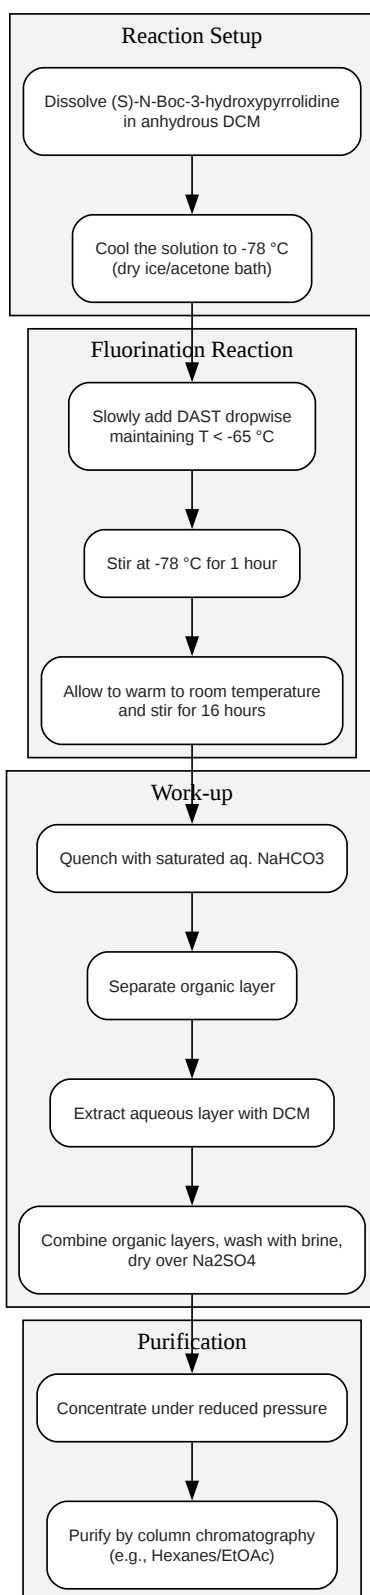 Reaction Setup
Dissolve (S)-N-Boc-3-hydroxypyrrolidine
in anhydrous DCM
Cool the solution to -78 °C
(dry ice/acetone bath)
Fluorination Reaction
Slowly add DAST dropwise
maintaining T < -65 °C
Stir at -78 °C for 1 hour
Allow to warm to room temperature
and stir for 16 hours
Work-up
Quench with saturated aq. NaHCO3
Separate organic layer
Extract aqueous layer with DCM
Combine organic layers, wash with brine,
dry over Na2SO4
Purification
Concentrate under reduced pressure
Purify by column chromatography
(e.g., Hexanes/EtOAc)